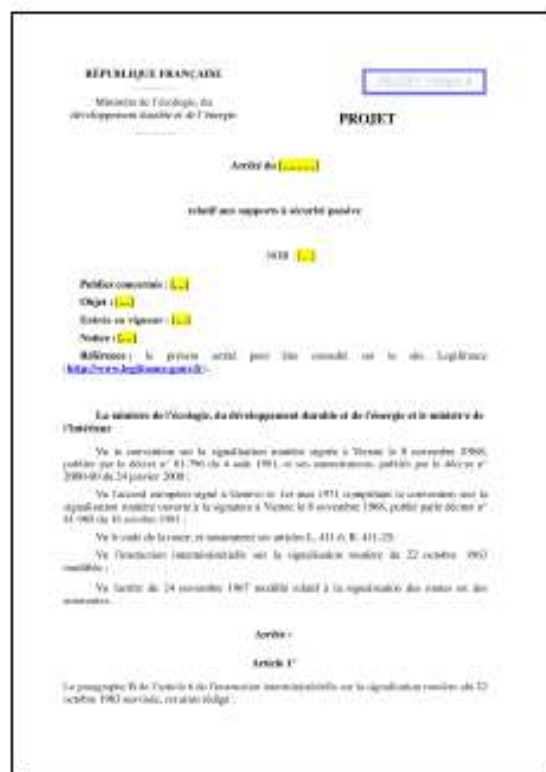 RÉPUBLIQUE FRANÇAISE
Ministère de l'écologie, du
développement durable et de l'énergie
PROJET
Arrêté du [..........]
relatif aux supports à sécurité passive
NOR : [...]
Publics concernés : [...]
Objet : [...]
Entrée en vigueur : [...]
Notice : [...]
Références : le présent arrêté peut être consulté sur le site Légifrance
(http://www.legifrance.gouv.fr).
La ministre de l'écologie, du développement durable et de l'énergie et le ministre de
l'intérieur
Vu la convention sur la signalisation routière signée à Vienne le 8 novembre 1968,
publiée par le décret n° 81-796 du 4 août 1981, et ses amendements publiés par le décret n°
du 24 janvier 2008 ;
Vu l'accord européen signé à Genève le 1er mai 1971 complétant la convention sur la
signalisation routière ouverte à la signature à Vienne le 8 novembre 1968, publié par le décret n°
du 16 octobre 1981 ;
Vu le code de la route, et notamment ses articles L. 411-6, R. 411-25
Vu l'instruction interministérielle sur la signalisation routière du 22 octobre 1963
modifiée ;
Vu l'arrêté du 24 novembre 1967 modifié relatif à la signalisation des routes et des
autoroutes
Arrête :
Article 1er
Le paragraphe B de l'article 6 de l'instruction interministérielle sur la signalisation routière du 22
octobre 1963 est ainsi rédigé :